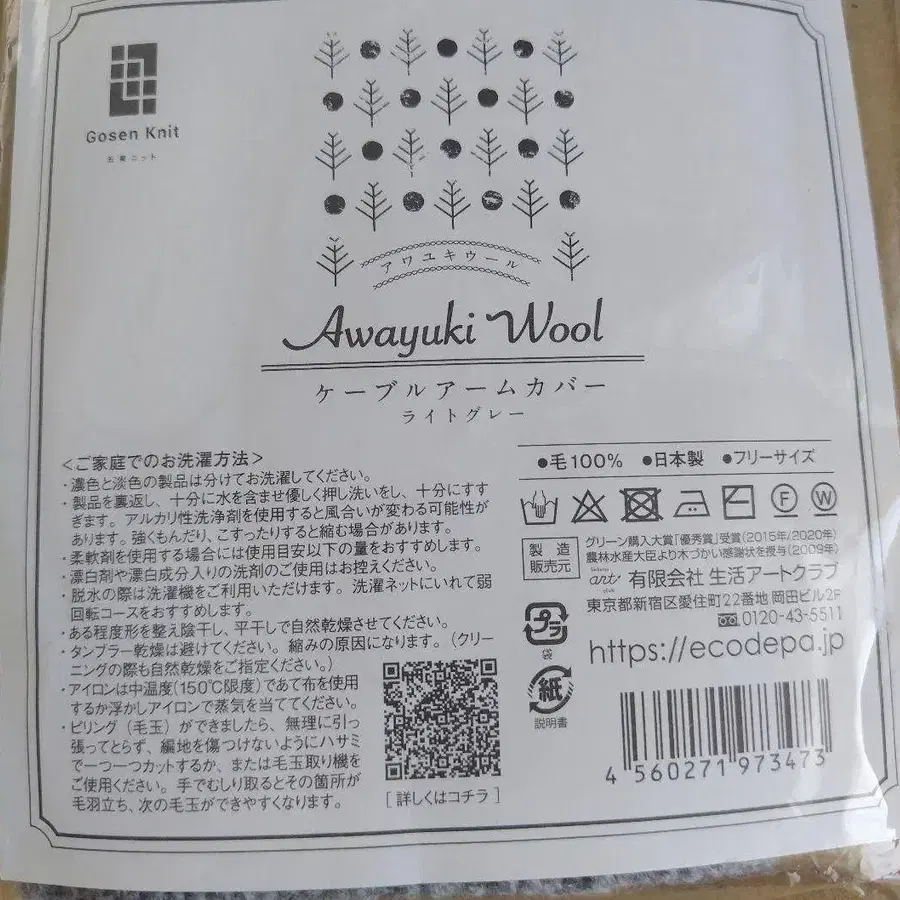 Gosen Knit
五泉ニット
アワユキウール
Awayuki Wool
ケーブルアームカバー
ライトグレー
<ご家庭でのお洗濯方法>
・濃色と淡色の製品は分けてお洗濯してください。
・製品を裏返し、十分に水を含ませ優しく押し洗いをし、十分にすす
ぎます。アルカリ性洗浄剤を使用すると風合いが変わる可能性が
あります。強くもんだり、こすったりすると縮む場合があります。
・柔軟剤を使用する場合には使用目安以下の量をおすすめします。
・漂白剤や漂白成分入りの洗剤のご使用はお控えください。
・脱水の際は洗濯機をご利用いただけます。洗濯ネットにいれて弱
回転コースをおすすめします。
・ある程度形を整え陰干し、平干しで自然乾燥させてください。
・タンブラー乾燥は避けてください。縮みの原因になります。(クリー
ニングの際も自然乾燥をご指定ください。)
・アイロンは中温度(150℃限度)であて布を使用
するか浮かしアイロンで蒸気を当ててください。
・ピリング(毛玉)ができましたら、無理に引っ
張ってとらず、編地を傷つけないようにハサミ
で一つ一つカットするか、または毛玉取り機を
ご使用ください。手でむしり取るとその箇所が
毛羽立ち、次の毛玉ができやすくなります。
[詳しくはコチラ]
●毛100% ●日本製 ●フリーサイズ
F W
製造
販売元
グリーン購入大賞「優秀賞」受賞(2015年/2020年)
農林水産大臣より木づかい感謝状を授与(2009年)
art 有限会社 生活アートクラブ
東京都新宿区愛住町22番地 岡田ビル2F
0120-43-5511
https://ecodepa.jp
プラ
袋
紙
説明書
4 560271 973473